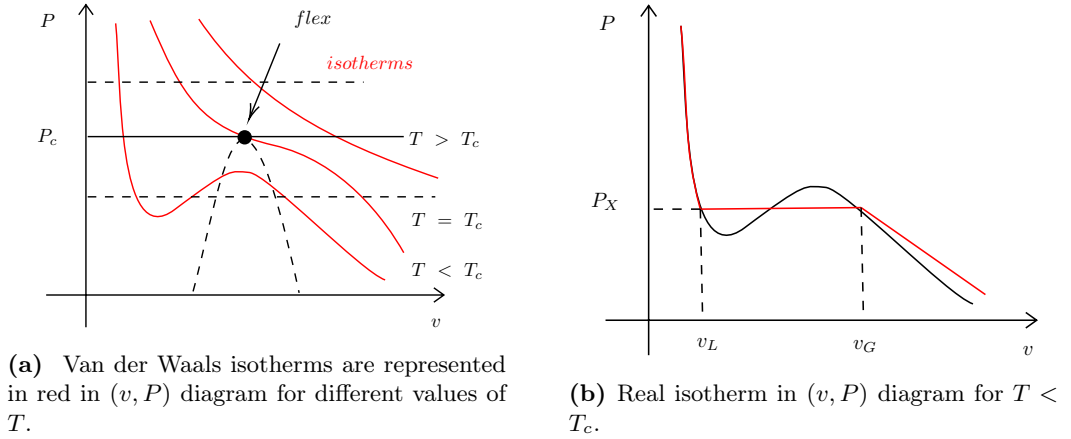 P
flex
isotherms
P_c
T > T_c
T = T_c
T < T_c
v
(a) Van der Waals isotherms are represented
in red in (v, P) diagram for different values of
T.
P
P_X
v_L
v_G
v
(b) Real isotherm in (v, P) diagram for T <
T_c.